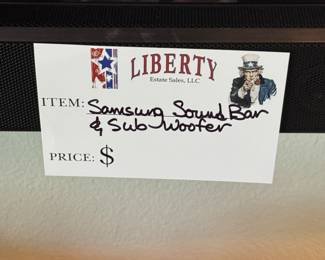 LIBERTY
Estate Sales, LLC
ITEM: Samsung Sound Bar
& Sub Woofer
PRICE: $